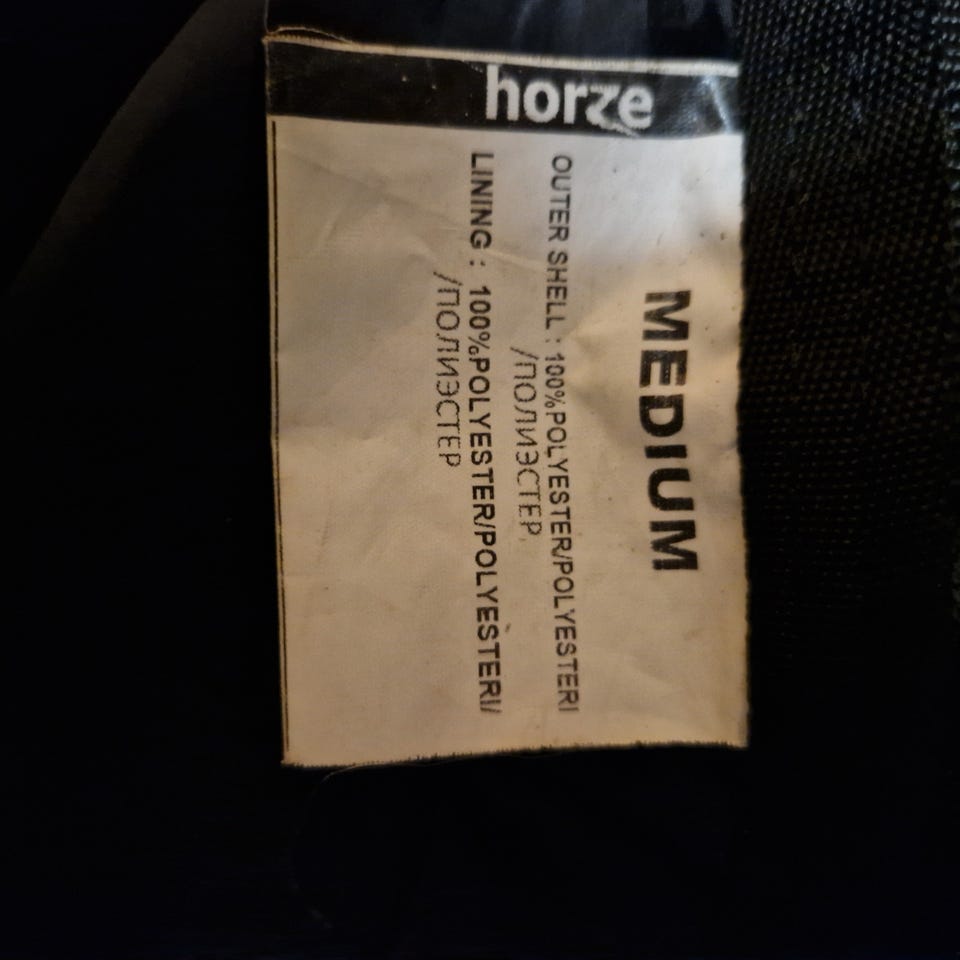 horze
MEDIUM
OUTER SHELL : 100%POLYESTER/POLYESTERI
/ПОЛИЭСТЕР
LINING : 100%POLYESTER/POLYESTERI/
/ПОЛИЭСТЕР